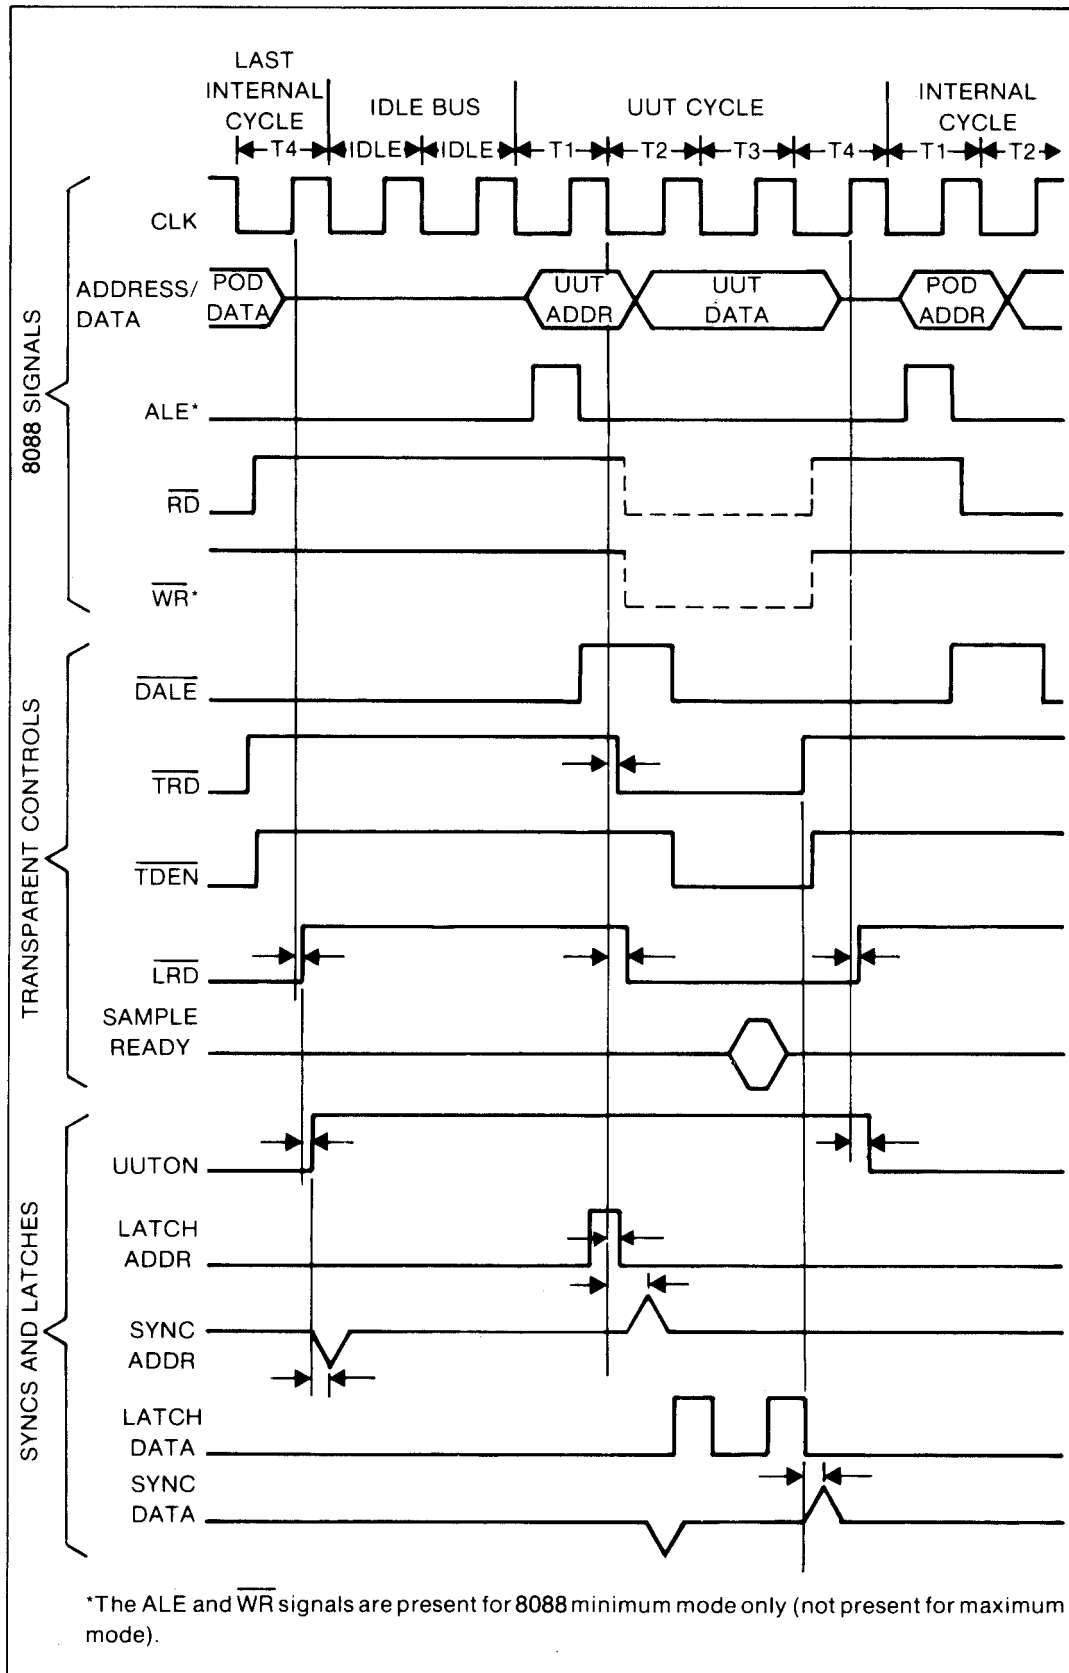 LAST
INTERNAL
CYCLE
IDLE BUS
UUT CYCLE
INTERNAL
CYCLE
T4 IDLE IDLE T1 T2 T3 T4 T1 T2
8088 SIGNALS
CLK
ADDRESS/
DATA
POD
DATA
UUT
ADDR
UUT
DATA
POD
ADDR
ALE*
RD
WR*
TRANSPARENT CONTROLS
DALE
TRD
TDEN
LRD
SAMPLE
READY
SYNCS AND LATCHES
UUTON
LATCH
ADDR
SYNC
ADDR
LATCH
DATA
SYNC
DATA
*The ALE and WR signals are present for 8088 minimum mode only (not present for maximum
mode).